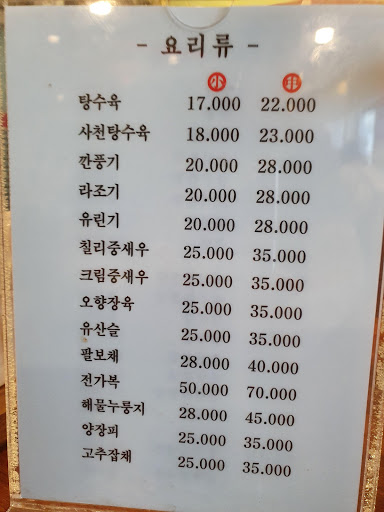 - 요리류 -
小 中
탕수육 17.000 22.000
사천탕수육 18.000 23.000
깐풍기 20.000 28.000
라조기 20.000 28.000
유린기 20.000 28.000
칠리중새우 25.000 35.000
크림중새우 25.000 35.000
오향장육 25.000 35.000
유산슬 25.000 35.000
팔보채 28.000 40.000
전가복 50.000 70.000
해물누룽지 28.000 45.000
양장피 25.000 35.000
고추잡채 25.000 35.000